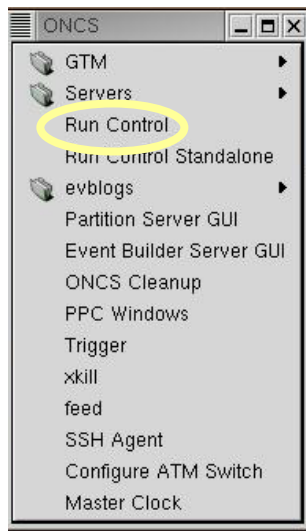 ONCS
GTM
Servers
Run Control
Run Control Standalone
evblogs
Partition Server GUI
Event Builder Server GUI
ONCS Cleanup
PPC Windows
Trigger
xkill
feed
SSH Agent
Configure ATM Switch
Master Clock